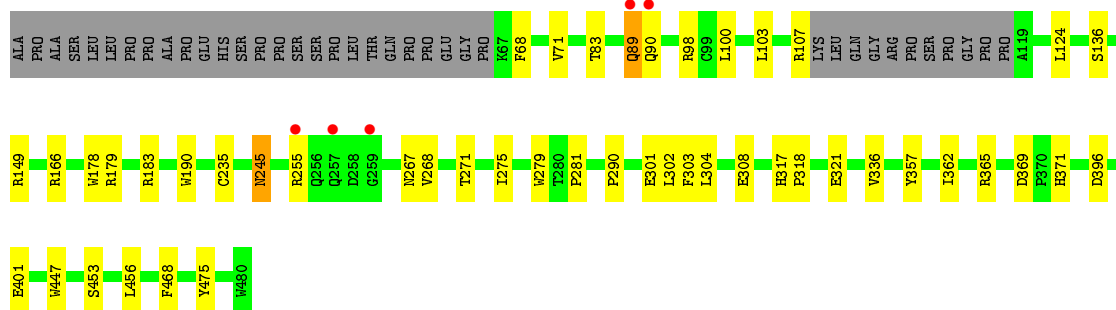 ALA PRO ALA SER LEU LEU PRO PRO ALA PRO GLU HIS SER PRO PRO SER SER PRO LEU THR GLN PRO PRO GLU GLY PRO K67 F68 V71 T83 Q89 Q90 R98 C99 L100 L103 R107 LYS LEU GLN GLY ARG PRO SER PRO GLY PRO PRO A119 L124 S136
R149 R166 W178 R179 R183 W190 C235 N245 R255 Q256 Q257 D258 G259 N267 V268 T271 I275 W279 T280 P281 P290 E301 L302 F303 L304 E308 H317 P318 E321 V336 Y357 I362 R365 D369 P370 H371 D396
E401 W447 S453 L456 F468 Y475 W480